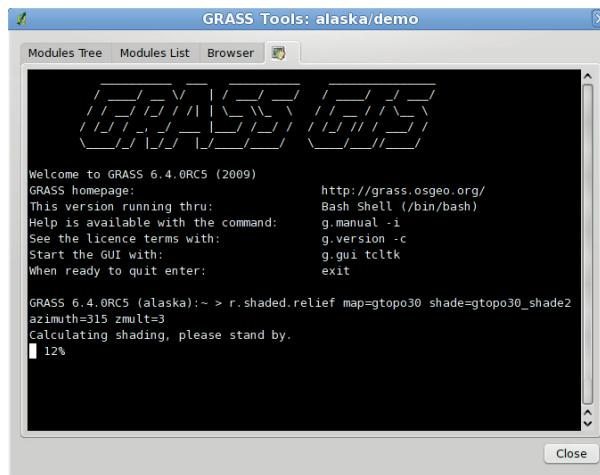 GRASS Tools: alaska/demo
Modules Tree Modules List Browser
GRASS GIS
Welcome to GRASS 6.4.0RC5 (2009)
GRASS homepage: http://grass.osgeo.org/
This version running thru: Bash Shell (/bin/bash)
Help is available with the command: g.manual -i
See the licence terms with: g.version -c
Start the GUI with: g.gui tcltk
When ready to quit enter: exit
GRASS 6.4.0RC5 (alaska):~ > r.shaded.relief map=gtopo30 shade=gtopo30_shade2
azimuth=315 zmult=3
Calculating shading, please stand by.
12%
Close